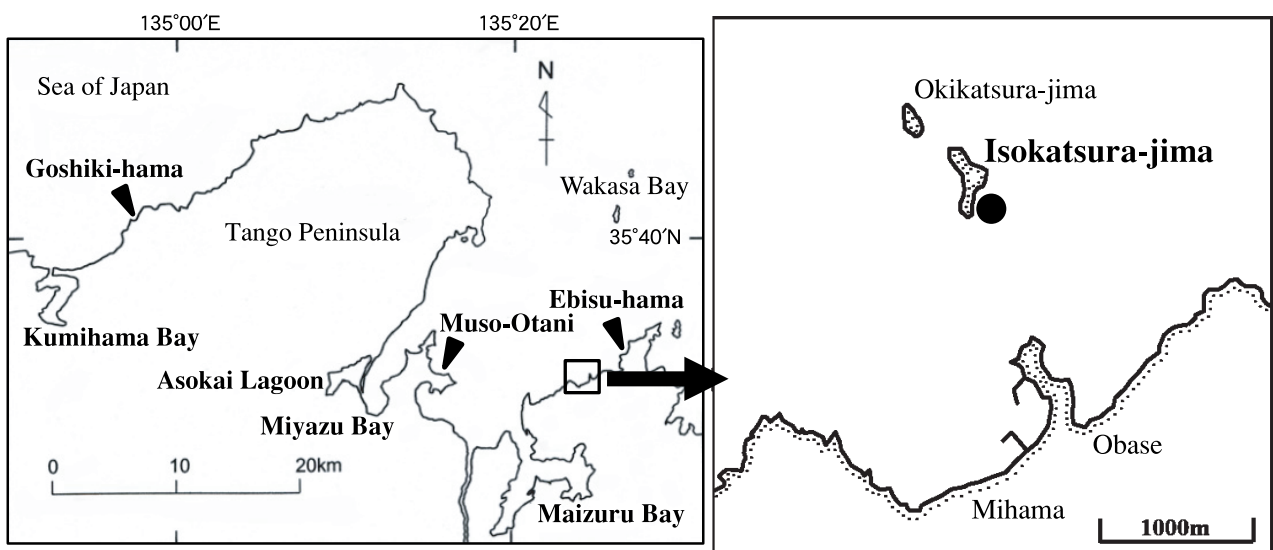 135°00′E
135°20′E
Sea of Japan
N
Okikatsura-jima
Isokatsura-jima
Goshiki-hama
Wakasa Bay
Tango Peninsula
35°40′N
Ebisu-hama
Muso-Otani
Kumihama Bay
Asokai Lagoon
Miyazu Bay
Obase
0 10 20km
Maizuru Bay
Mihama
1000m